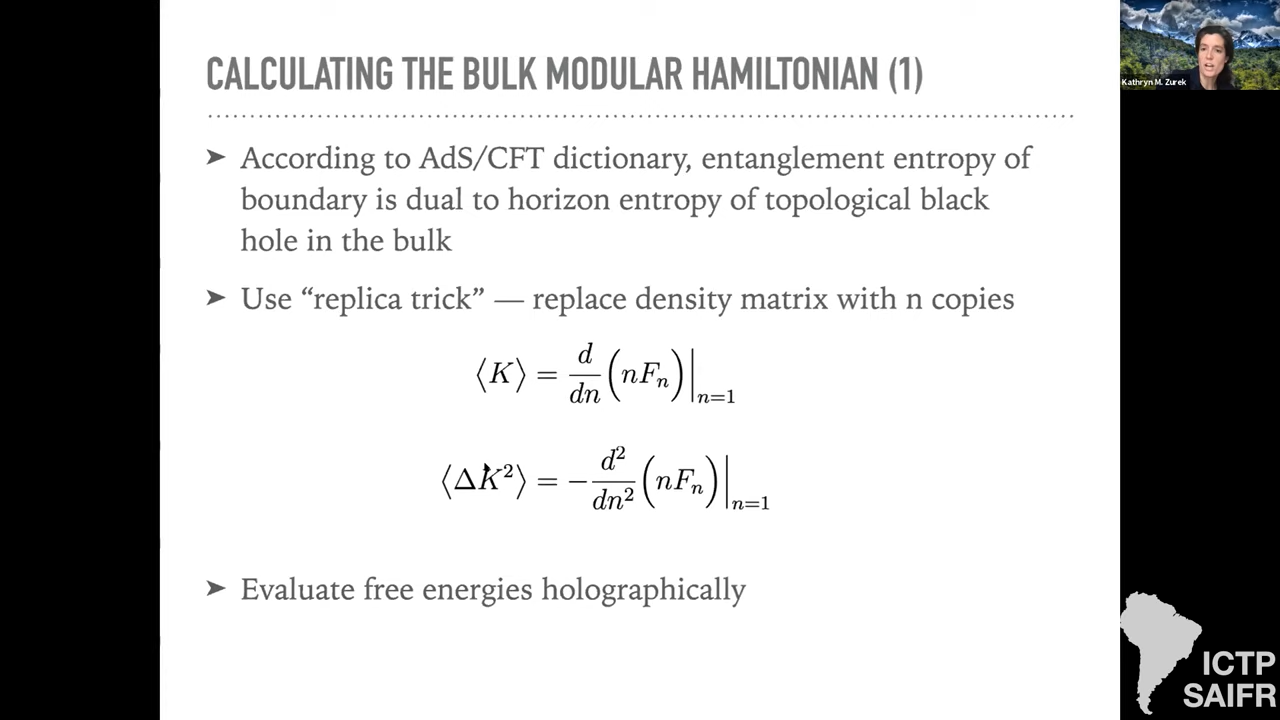 CALCULATING THE BULK MODULAR HAMILTONIAN (1)
➤ According to AdS/CFT dictionary, entanglement entropy of
boundary is dual to horizon entropy of topological black
hole in the bulk
➤ Use “replica trick” — replace density matrix with n copies
⟨K⟩ = d/dn (nFₙ)|ₙ₌₁
⟨ΔK²⟩ = − d²/dn² (nFₙ)|ₙ₌₁
➤ Evaluate free energies holographically
Kathryn M. Zurek
ICTP
SAIFR